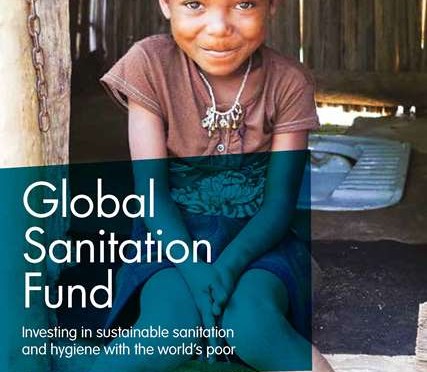 Global
Sanitation
Fund
Investing in sustainable sanitation
and hygiene with the world's poor